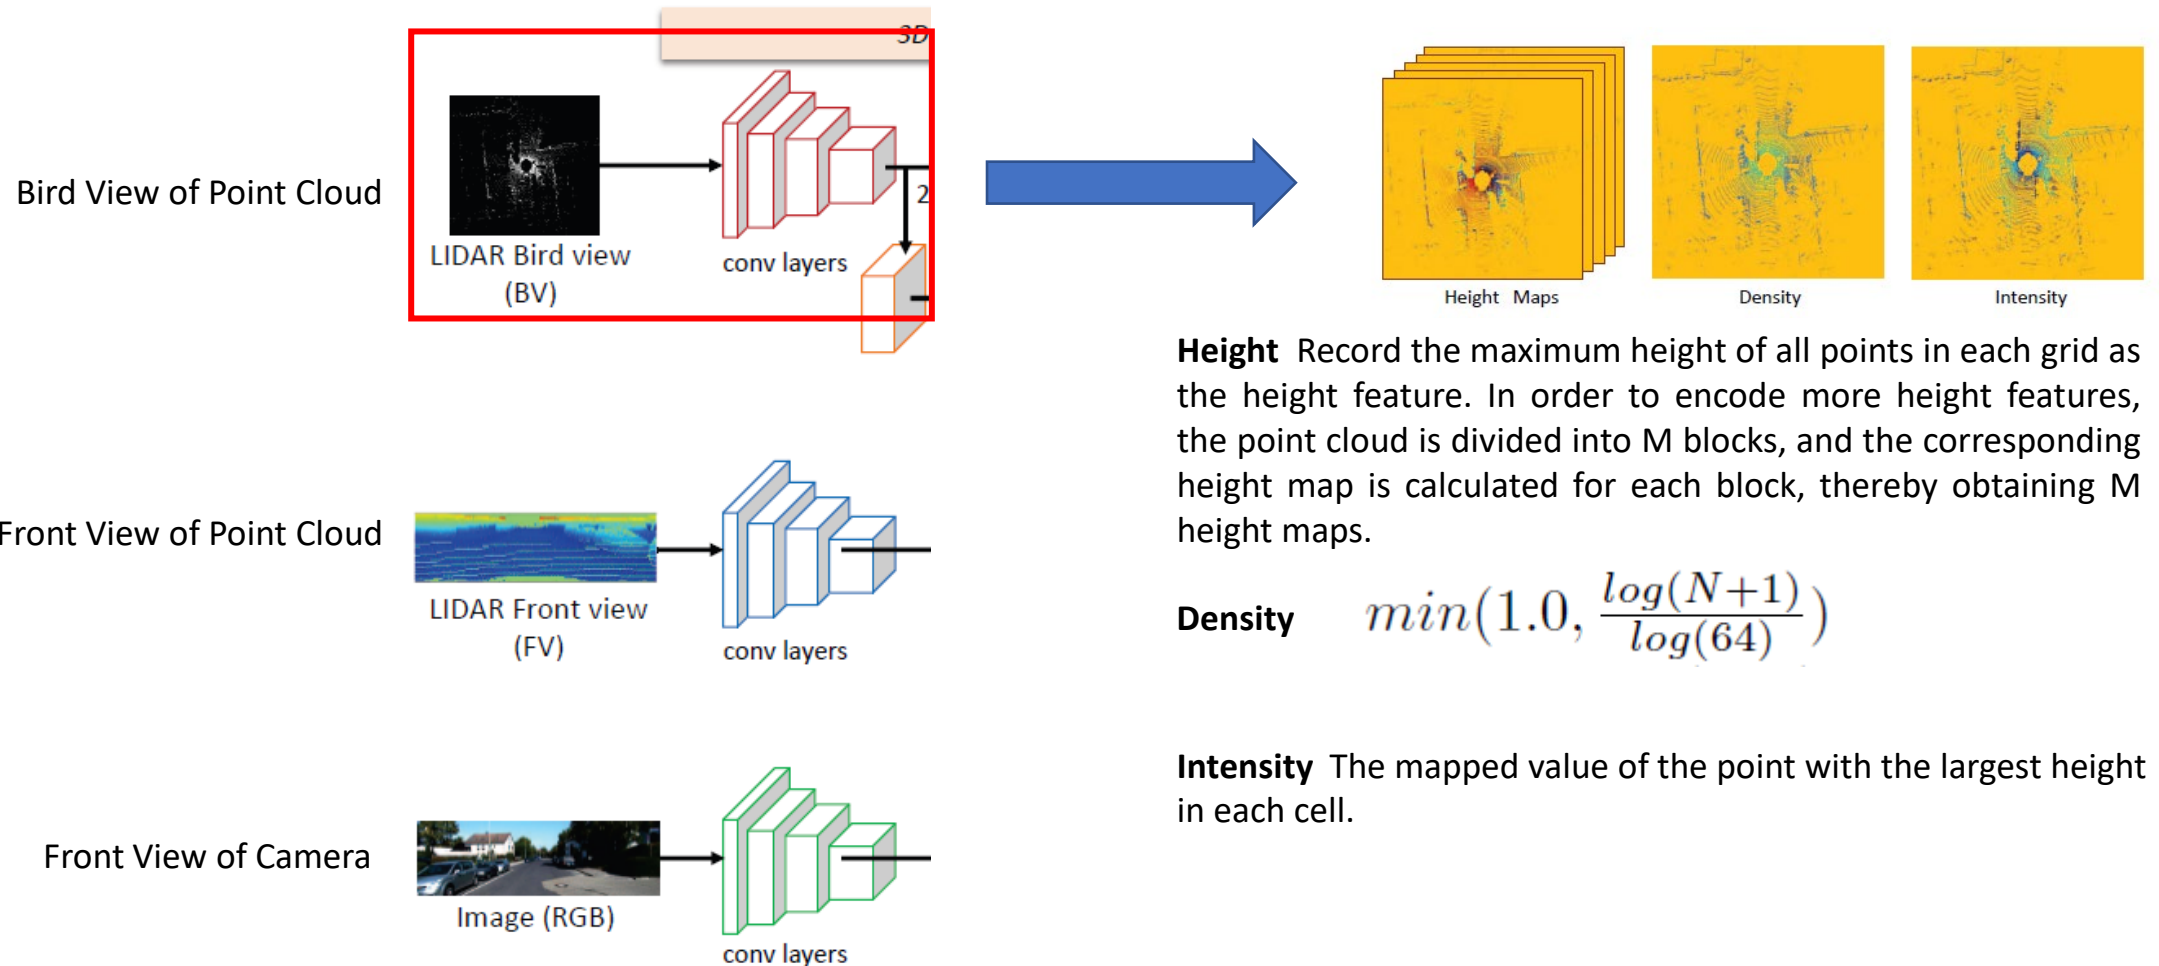 3D
Bird View of Point Cloud
LIDAR Bird view
(BV)
conv layers
2
Height Maps
Density
Intensity
Height Record the maximum height of all points in each grid as
the height feature. In order to encode more height features,
the point cloud is divided into M blocks, and the corresponding
height map is calculated for each block, thereby obtaining M
height maps.
Front View of Point Cloud
LIDAR Front view
(FV)
conv layers
Density min(1.0, log(N+1)/log(64))
Intensity The mapped value of the point with the largest height
in each cell.
Front View of Camera
Image (RGB)
conv layers